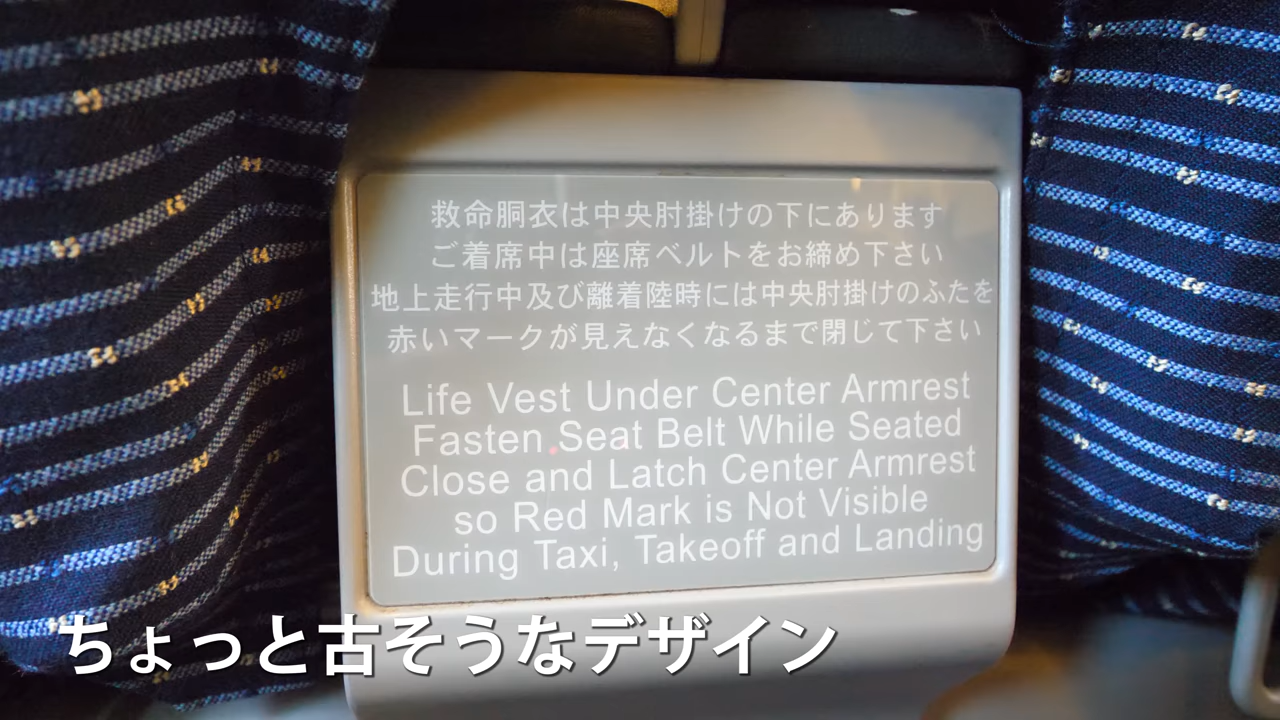 救命胴衣は中央肘掛けの下にあります
ご着席中は座席ベルトをお締め下さい
地上走行中及び離着陸時には中央肘掛けのふたを
赤いマークが見えなくなるまで閉じて下さい
Life Vest Under Center Armrest
Fasten Seat Belt While Seated
Close and Latch Center Armrest
so Red Mark is Not Visible
During Taxi, Takeoff and Landing
ちょっと古そうなデザイン